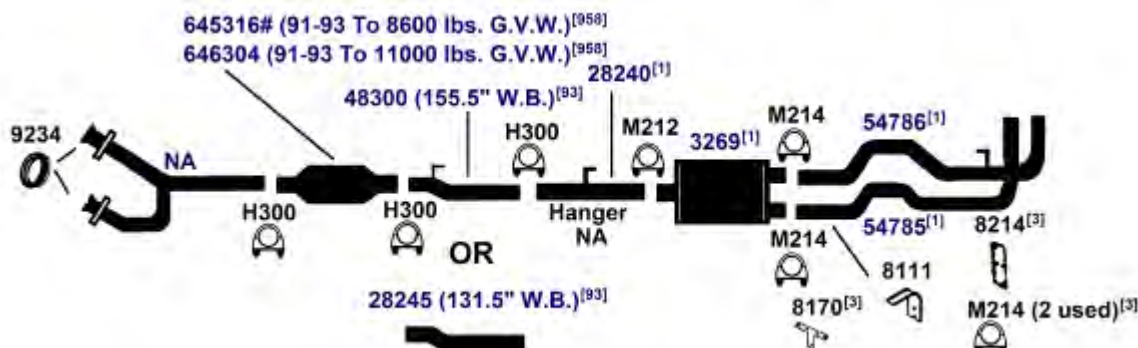 645316# (91-93 To 8600 lbs. G.V.W.)[958]
646304 (91-93 To 11000 lbs. G.V.W.)[958]
28240[1]
48300 (155.5" W.B.)[93]
9234
NA
H300
M212
3269[1]
M214
54786[1]
H300
H300
Hanger
NA
OR
M214
54785[1]
8214[3]
8111
28245 (131.5" W.B.)[93]
8170[3]
M214 (2 used)[3]